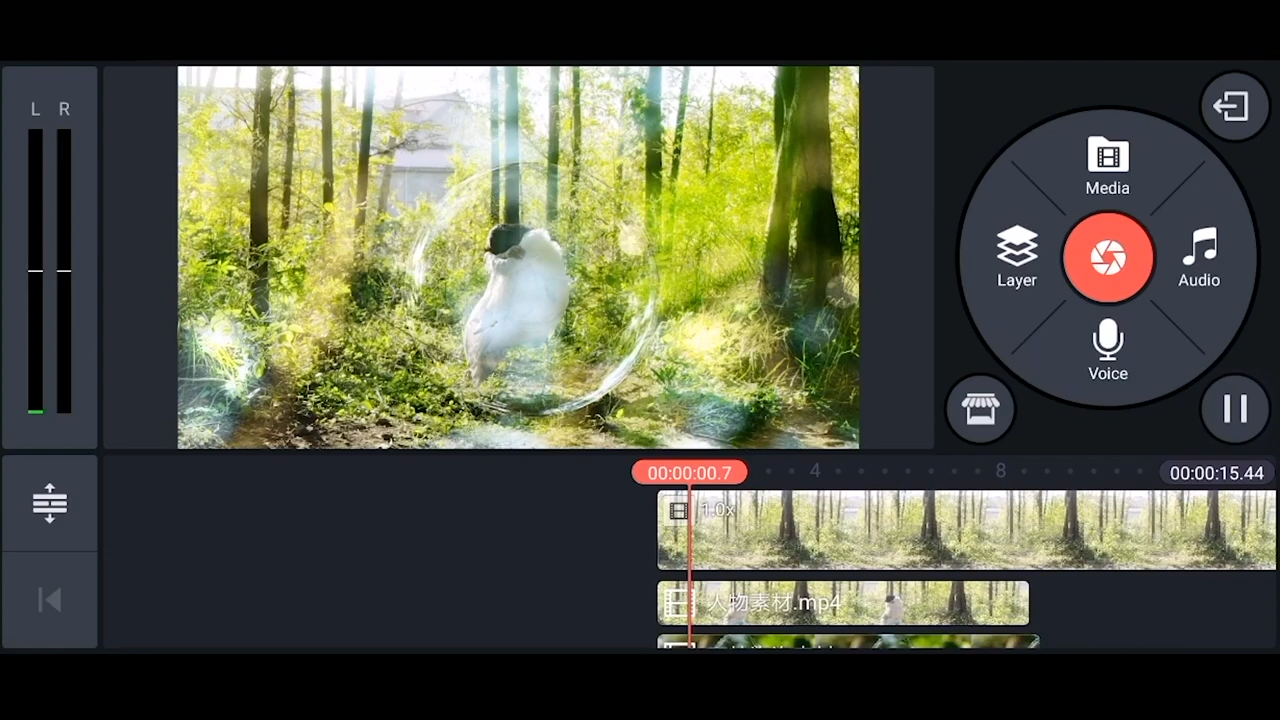 L R
Media
Layer
Audio
Voice
00:00:00.7
4
8
00:00:15.44
1.0x
人物素材.mp4